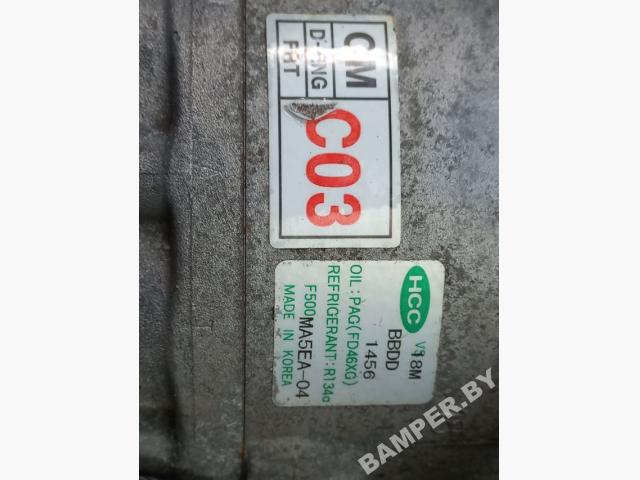 CM
D-ENG
FRT
C03
HCC
VS18M
BBDD
1456
OIL:PAG(FD46XG)
REFRIGERANT:R134a
F500MA5EA-04
MADE IN KOREA
BAMPER.BY